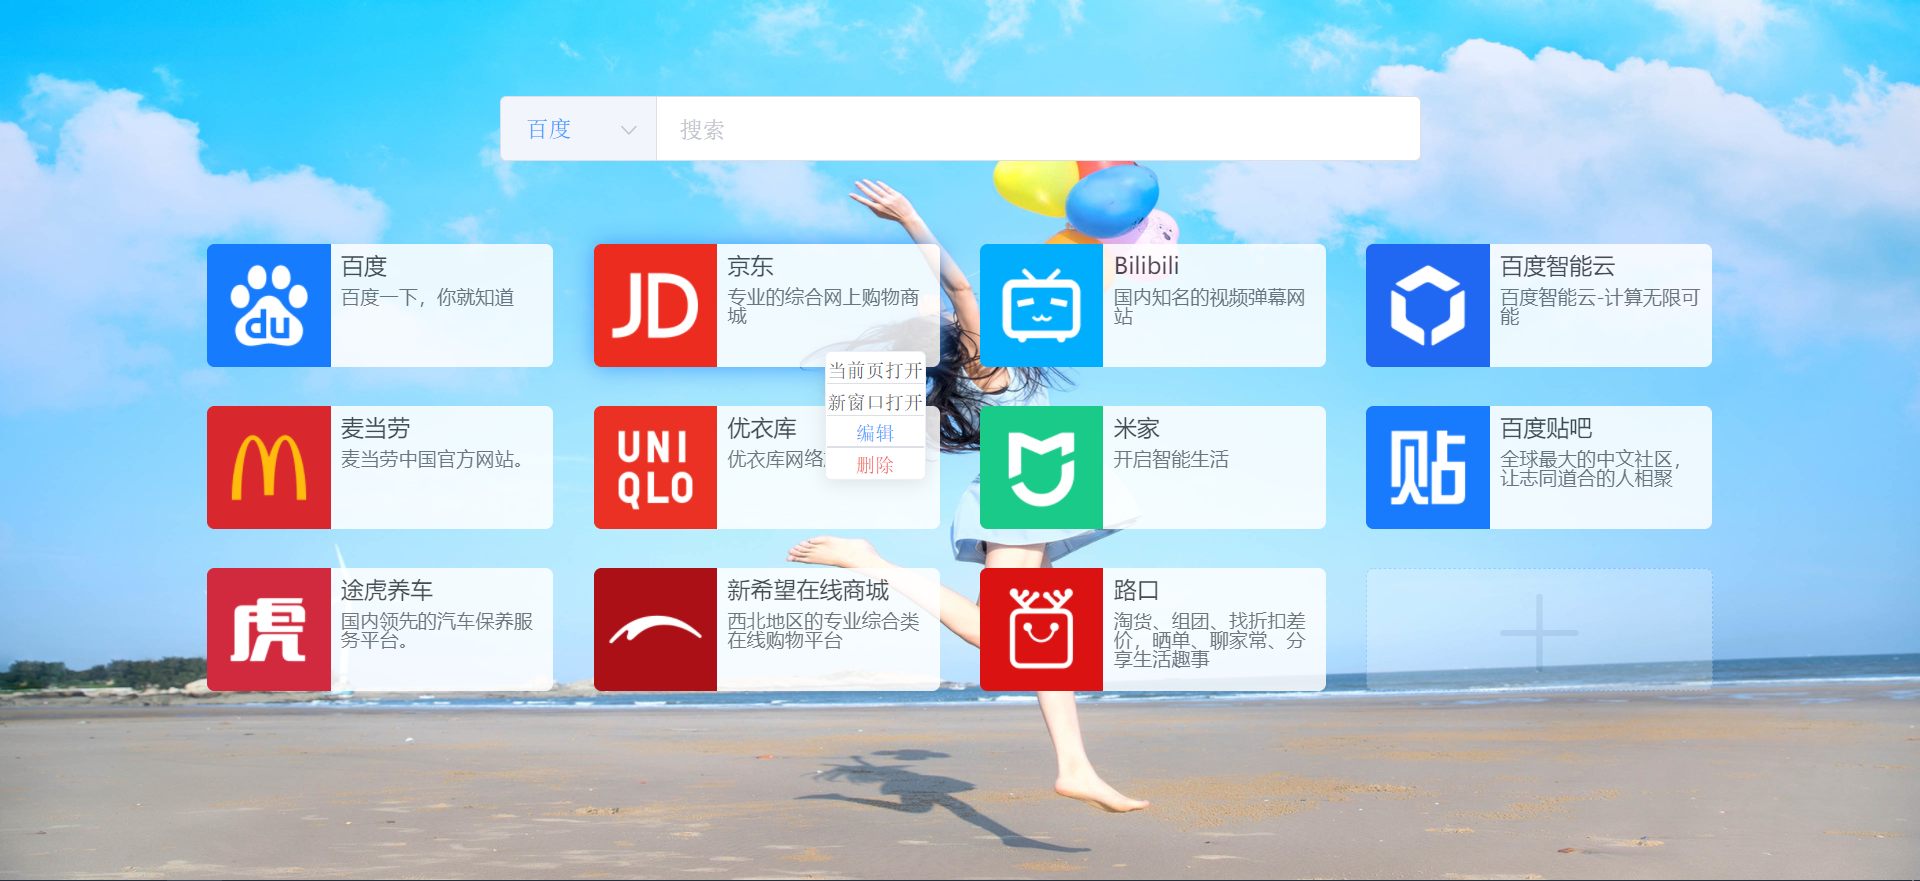 百度
搜索
百度
百度一下，你就知道
京东
专业的综合网上购物商
城
Bilibili
国内知名的视频弹幕网
站
百度智能云
百度智能云-计算无限可
能
当前页打开
新窗口打开
编辑
删除
麦当劳
麦当劳中国官方网站。
UNI
QLO
优衣库
优衣库网络
米家
开启智能生活
贴
百度贴吧
全球最大的中文社区，
让志同道合的人相聚
虎
途虎养车
国内领先的汽车保养服
务平台。
新希望在线商城
西北地区的专业综合类
在线购物平台
路口
淘货、组团、找折扣差
价，晒单、聊家常、分
享生活趣事
du
JD